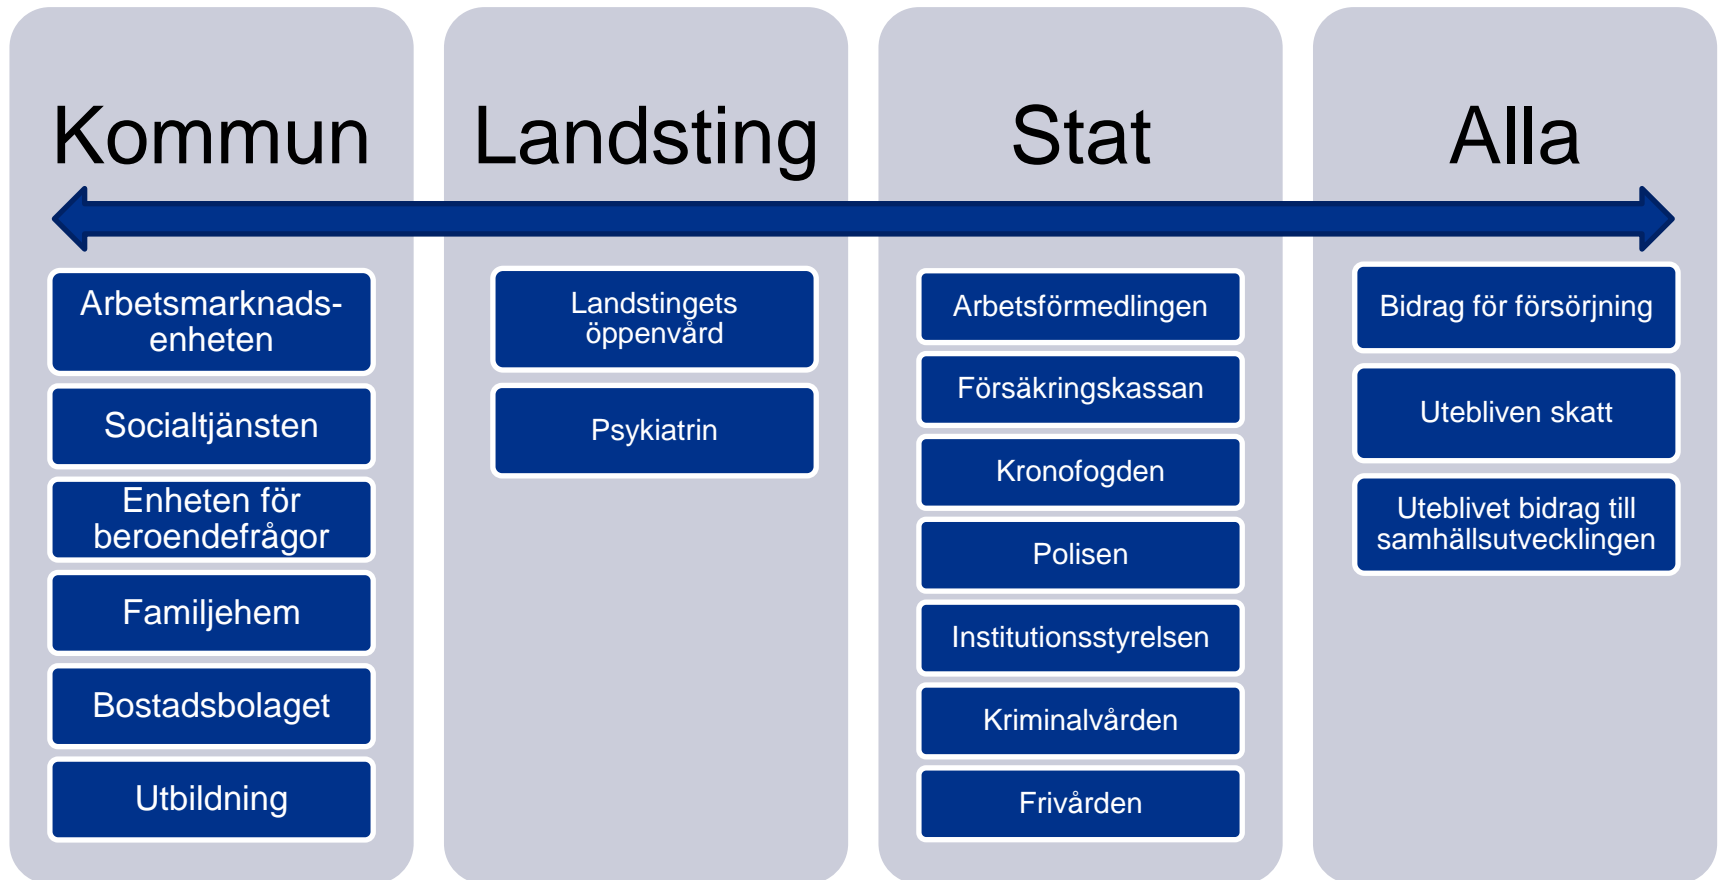 Kommun
Arbetsmarknads-
enheten
Socialtjänsten
Enheten för
beroendefrågor
Familjehem
Bostadsbolaget
Utbildning
Landsting
Landstingets
öppenvård
Psykiatrin
Stat
Arbetsförmedlingen
Försäkringskassan
Kronofogden
Polisen
Institutionsstyrelsen
Kriminalvården
Frivården
Alla
Bidrag för försörjning
Utebliven skatt
Uteblivet bidrag till
samhällsutvecklingen